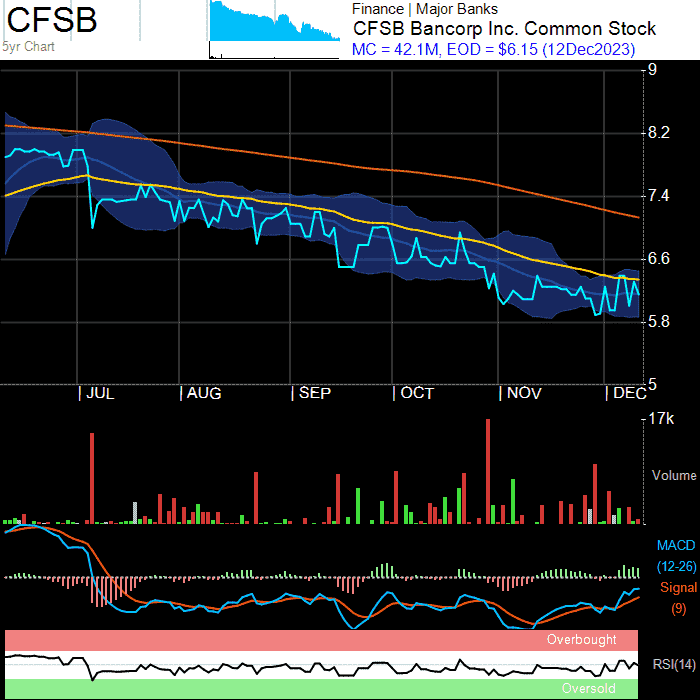 CFSB
5yr Chart
Finance | Major Banks
CFSB Bancorp Inc. Common Stock
MC = 42.1M, EOD = $6.15 (12Dec2023)
9
8.2
7.4
6.6
5.8
5
| JUL | AUG | SEP | OCT | NOV | DEC
17k
Volume
MACD
(12-26)
Signal
(9)
Overbought
RSI(14)
Oversold